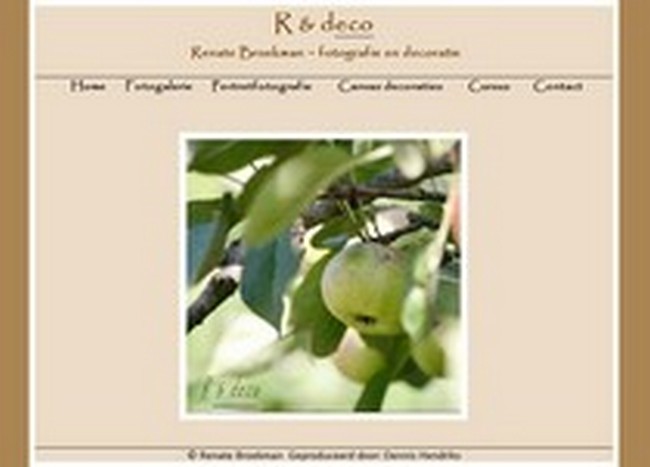 R & deco
Renate Broekman - fotografie en decoratie
Home Fotogalerie Portretfotografie Canvas decoraties Cursus Contact
R & deco
© Renate Broekman Geproduceerd door: Dennis Hendriks